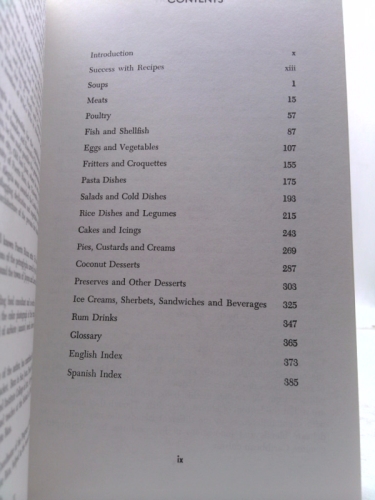 CONTENTS
Introduction x
Success with Recipes xiii
Soups 1
Meats 15
Poultry 57
Fish and Shellfish 87
Eggs and Vegetables 107
Fritters and Croquettes 155
Pasta Dishes 175
Salads and Cold Dishes 193
Rice Dishes and Legumes 215
Cakes and Icings 243
Pies, Custards and Creams 269
Coconut Desserts 287
Preserves and Other Desserts 303
Ice Creams, Sherbets, Sandwiches and Beverages 325
Rum Drinks 347
Glossary 365
English Index 373
Spanish Index 385
ix